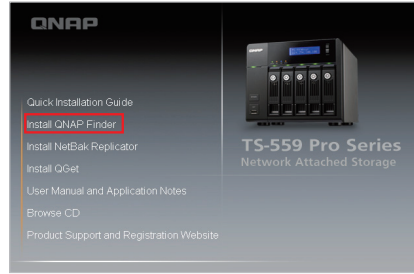 QNAP
Quick Installation Guide
Install QNAP Finder
Install NetBak Replicator
Install QGet
User Manual and Application Notes
Browse CD
Product Support and Registration Website
TS-559 Pro Series
Network Attached Storage